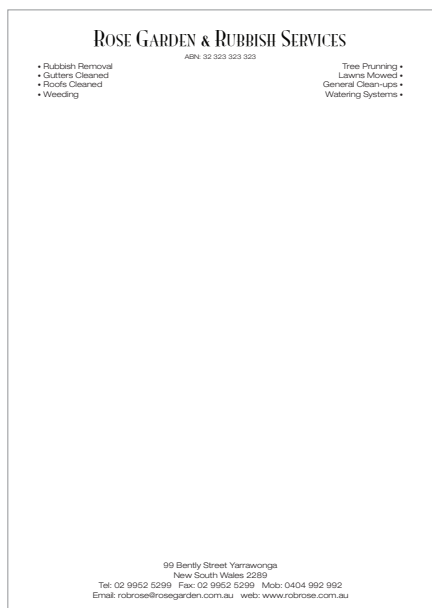 ROSE GARDEN & RUBBISH SERVICES
ABN: 32 323 323 323
• Rubbish Removal
• Gutters Cleaned
• Roofs Cleaned
• Weeding
Tree Prunning •
Lawns Mowed •
General Clean-ups •
Watering Systems •
99 Bently Street Yarrawonga
New South Wales 2289
Tel: 02 9952 5299 Fax: 02 9952 5299 Mob: 0404 992 992
Email: robrose@rosegarden.com.au web: www.robrose.com.au